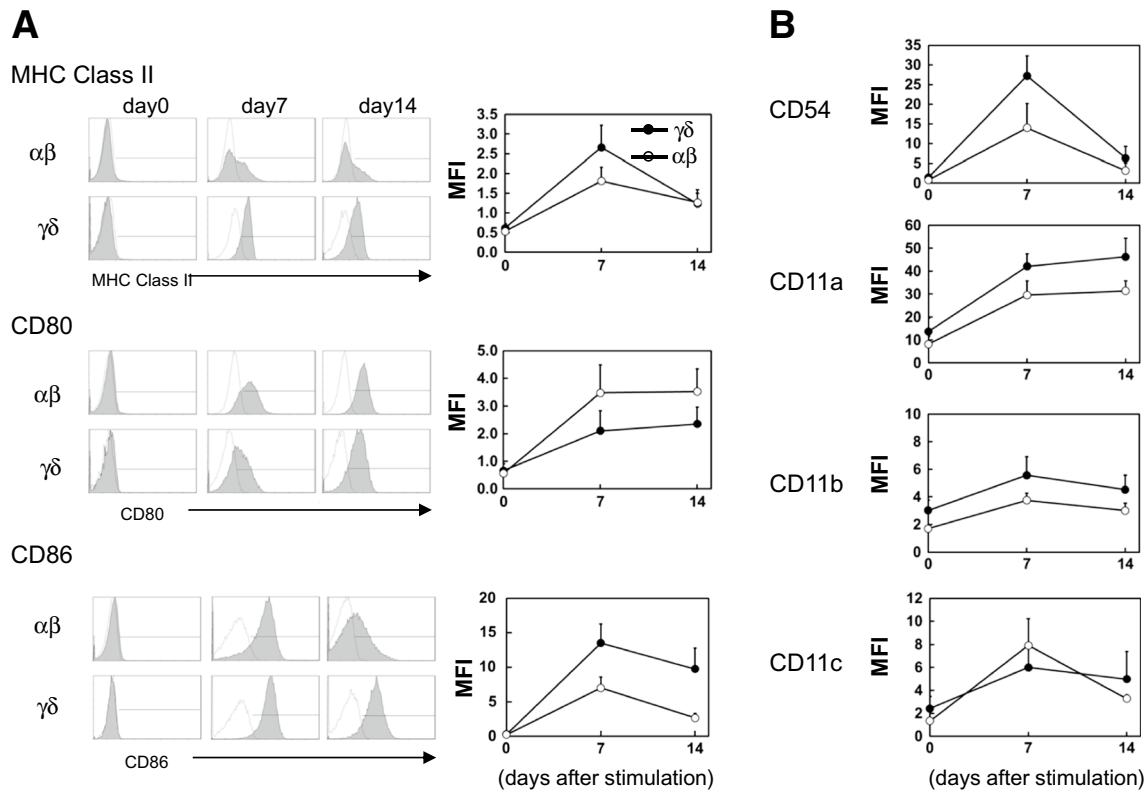 A
MHC Class II
day0 day7 day14
αβ
γδ
MHC Class II
3.5
3.0
2.5
2.0
1.5
1.0
0.5
0.0
MFI
γδ
αβ
0 7 14
CD80
αβ
γδ
CD80
5.0
4.0
3.0
2.0
1.0
0.0
MFI
0 7 14
CD86
αβ
γδ
CD86
20
15
10
5
0
MFI
0 7 14
(days after stimulation)
B
CD54
MFI
35
30
25
20
15
10
5
0
0 7 14
CD11a
MFI
60
50
40
30
20
10
0
0 7 14
CD11b
MFI
10
8
6
4
2
0
0 7 14
CD11c
MFI
12
10
8
6
4
2
0
0 7 14
(days after stimulation)